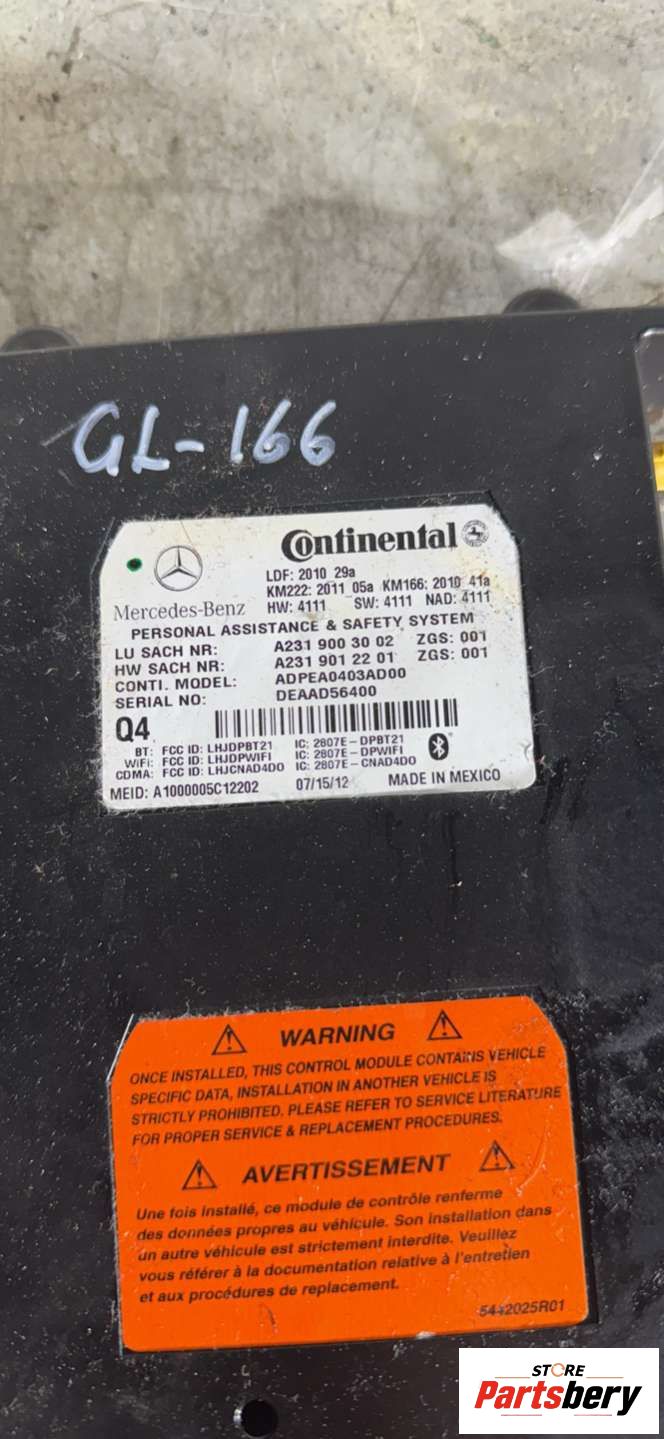 GL-166
Continental
Mercedes-Benz
LDF: 2010 29a
KM222: 2011 05a KM166: 2010 41a
HW: 4111 SW: 4111 NAD: 4111
PERSONAL ASSISTANCE & SAFETY SYSTEM
LU SACH NR: A231 900 30 02 ZGS: 001
HW SACH NR: A231 901 22 01 ZGS: 001
CONTI. MODEL: ADPEA0403AD00
SERIAL NO: DEAAD56400
Q4
BT: FCC ID: LHJDPBT21 IC: 2807E-DPBT21
WiFi: FCC ID: LHJDPWIFI IC: 2807E-DPWIFI
CDMA: FCC ID: LHJCNAD4DO IC: 2807E-CNAD4DO
MEID: A1000005C12202 07/15/12 MADE IN MEXICO
WARNING
ONCE INSTALLED, THIS CONTROL MODULE CONTAINS VEHICLE
SPECIFIC DATA, INSTALLATION IN ANOTHER VEHICLE IS
STRICTLY PROHIBITED. PLEASE REFER TO SERVICE LITERATURE
FOR PROPER SERVICE & REPLACEMENT PROCEDURES.
AVERTISSEMENT
Une fois installé, ce module de contrôle renferme
des données propres au véhicule. Son installation dans
un autre véhicule est strictement interdite. Veuillez
vous référer à la documentation relative à l'entretien
et aux procédures de remplacement.
5442025R01
STORE
Partsbery